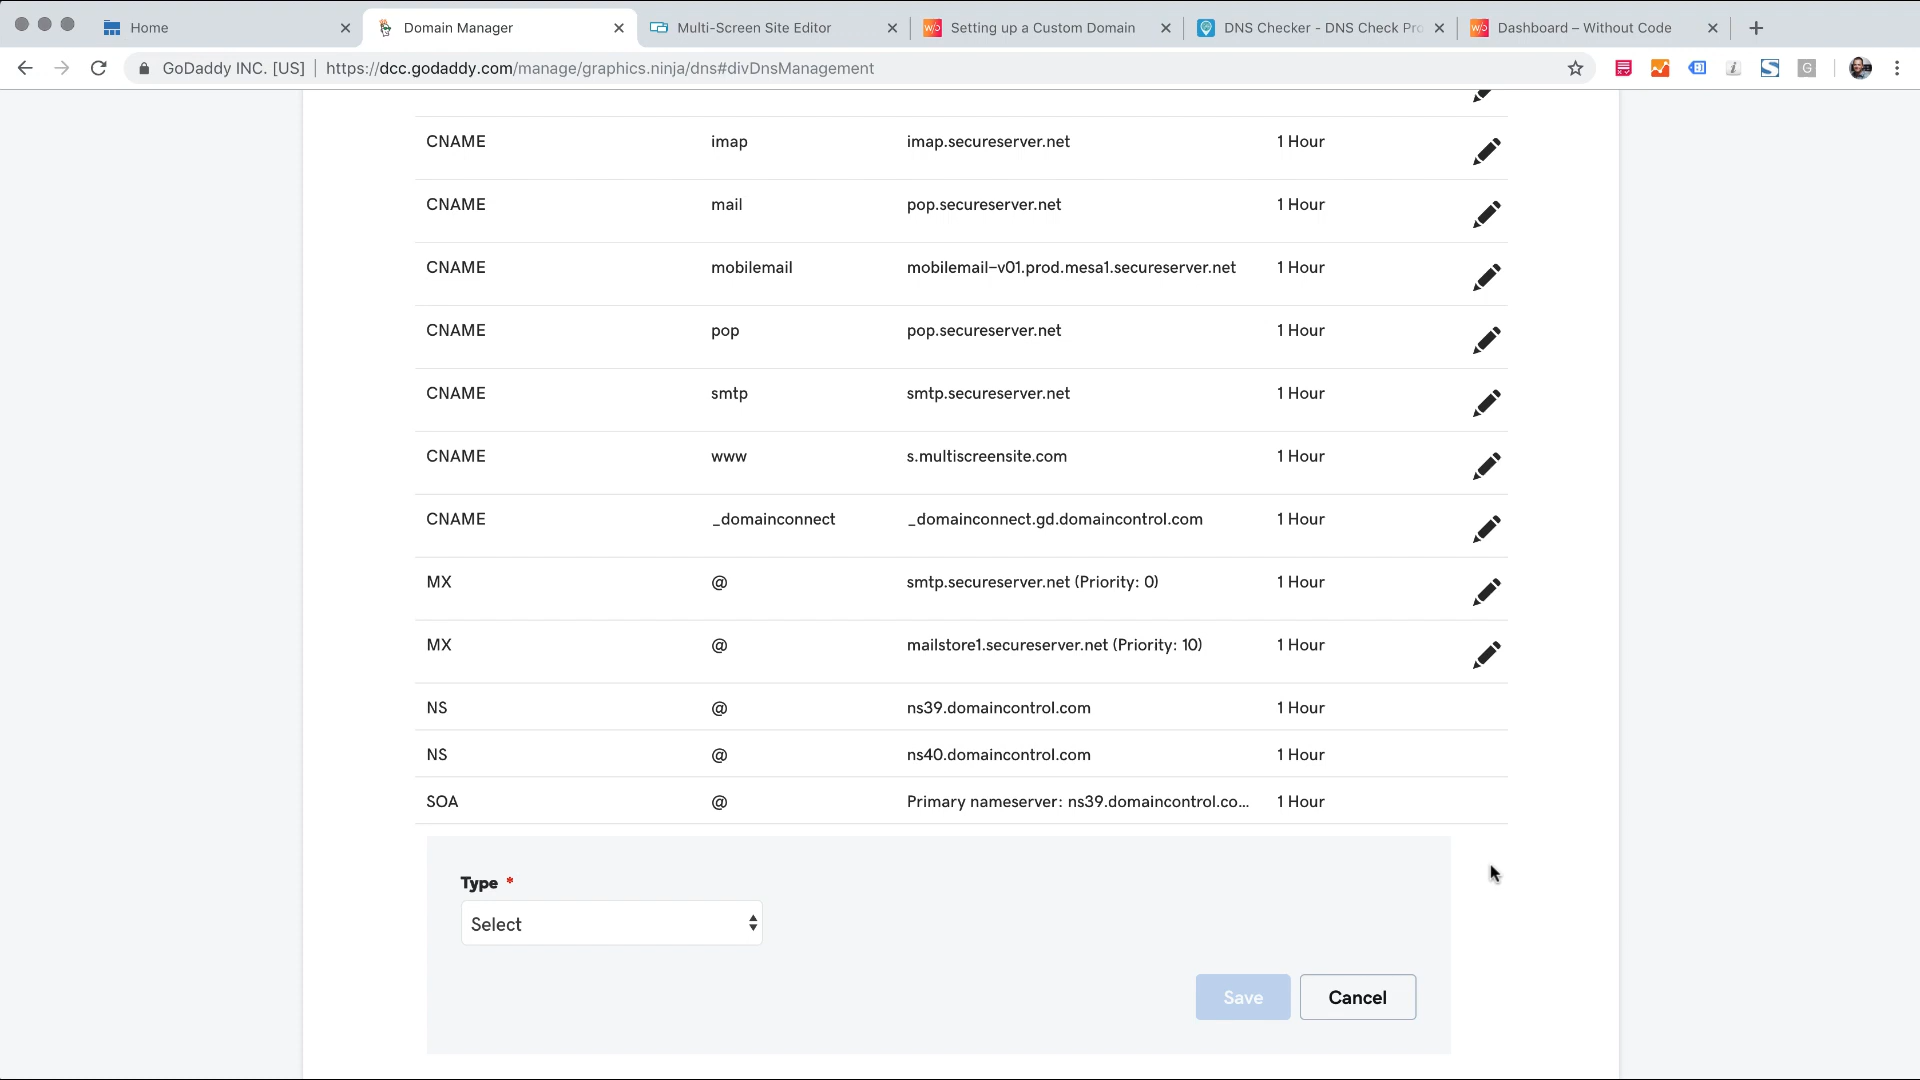 Home
Domain Manager
Multi-Screen Site Editor
Setting up a Custom Domain
DNS Checker - DNS Check Pro
Dashboard – Without Code
GoDaddy INC. [US] | https://dcc.godaddy.com/manage/graphics.ninja/dns#divDnsManagement
CNAME imap imap.secureserver.net 1 Hour
CNAME mail pop.secureserver.net 1 Hour
CNAME mobilemail mobilemail-v01.prod.mesa1.secureserver.net 1 Hour
CNAME pop pop.secureserver.net 1 Hour
CNAME smtp smtp.secureserver.net 1 Hour
CNAME www s.multiscreensite.com 1 Hour
CNAME _domainconnect _domainconnect.gd.domaincontrol.com 1 Hour
MX @ smtp.secureserver.net (Priority: 0) 1 Hour
MX @ mailstore1.secureserver.net (Priority: 10) 1 Hour
NS @ ns39.domaincontrol.com 1 Hour
NS @ ns40.domaincontrol.com 1 Hour
SOA @ Primary nameserver: ns39.domaincontrol.co... 1 Hour
Type *
Select
Save
Cancel